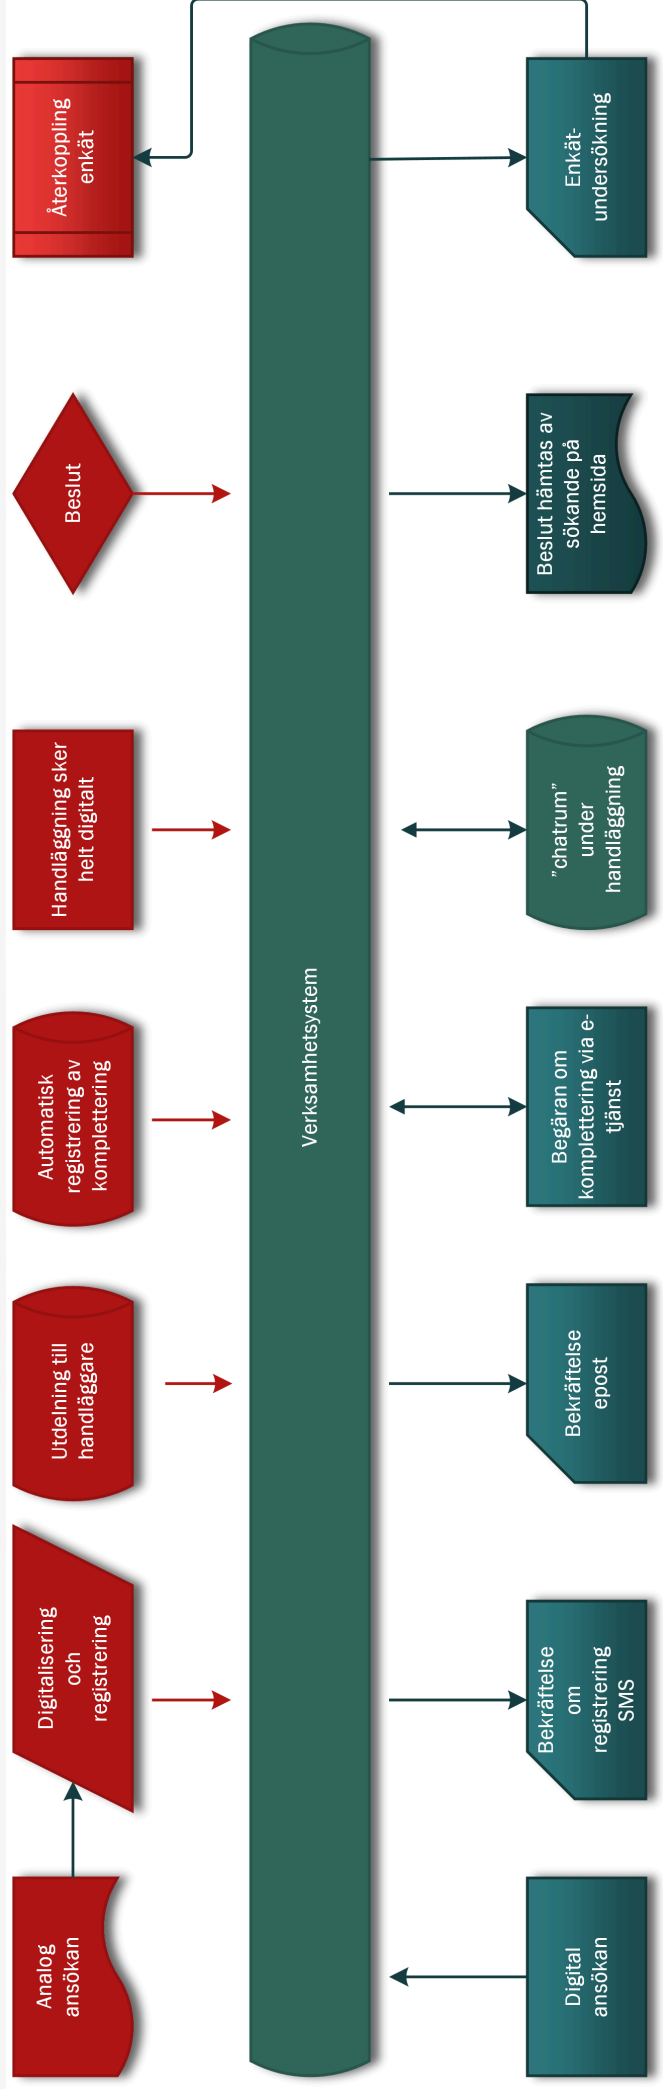 Analog
ansökan
Digitalisering
och
registrering
Utdelning till
handläggare
Automatisk
registrering av
komplettering
Handläggning sker
helt digitalt
Beslut
Återkoppling
enkät
Verksamhetsystem
Digital
ansökan
Bekräftelse
om
registrering
SMS
Bekräftelse
epost
Begäran om
komplettering via e-
tjänst
”chatrum”
under
handläggning
Beslut hämtas av
sökande på
hemsida
Enkät-
undersökning